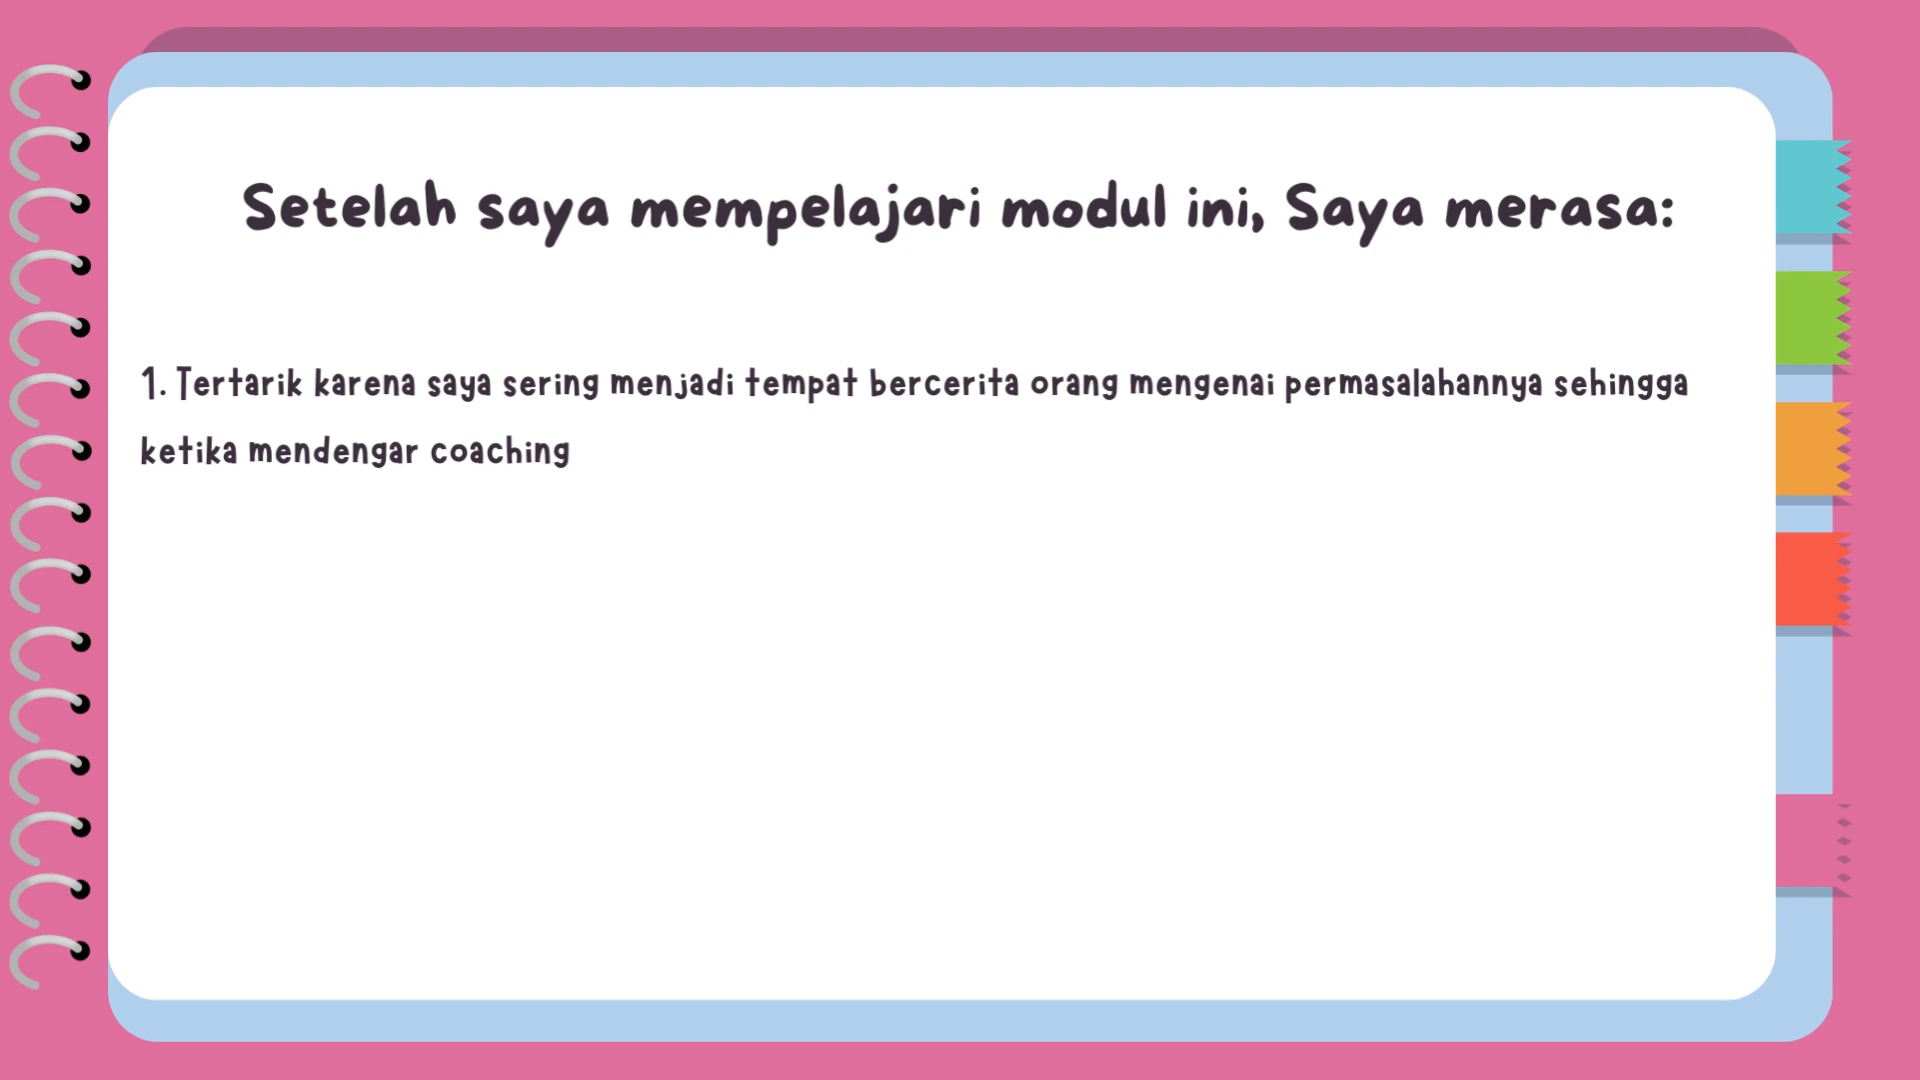 Setelah saya mempelajari modul ini, Saya merasa:
1. Tertarik karena saya sering menjadi tempat bercerita orang mengenai permasalahannya sehingga
ketika mendengar coaching